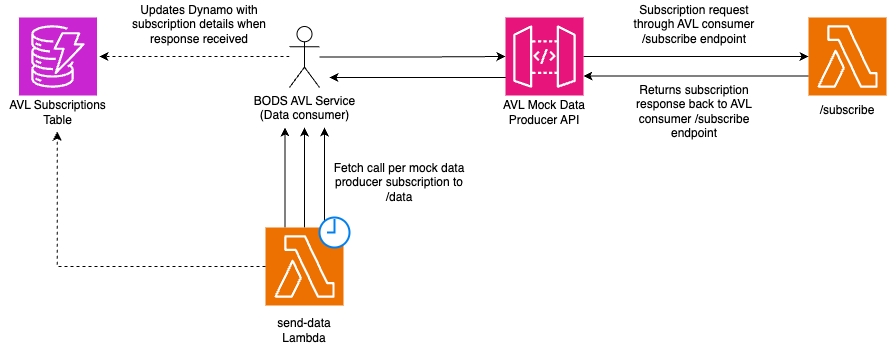 Updates Dynamo with
subscription details when
response received
Subscription request
through AVL consumer
/subscribe endpoint
AVL Subscriptions
Table
BODS AVL Service
(Data consumer)
AVL Mock Data
Producer API
Returns subscription
response back to AVL
consumer /subscribe
endpoint
/subscribe
Fetch call per mock data
producer subscription to
/data
send-data
Lambda